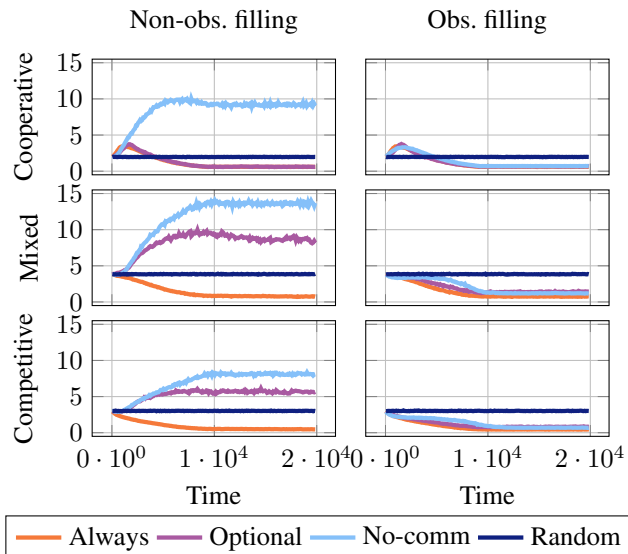 Non-obs. filling Obs. filling
Cooperative
15
10
5
0
Mixed
15
10
5
0
Competitive
15
10
5
0
0 · 10^0 1 · 10^4 2 · 10^4 0 · 10^0 1 · 10^4 2 · 10^4
Time Time
Always Optional No-comm Random